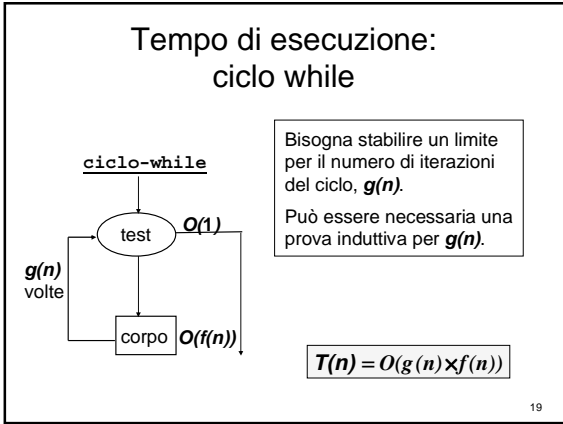 Tempo di esecuzione:
ciclo while
ciclo-while
test
O(1)
g(n)
volte
corpo
O(f(n))
Bisogna stabilire un limite
per il numero di iterazioni
del ciclo, g(n).
Può essere necessaria una
prova induttiva per g(n).
T(n) = O(g(n)×f(n))
19